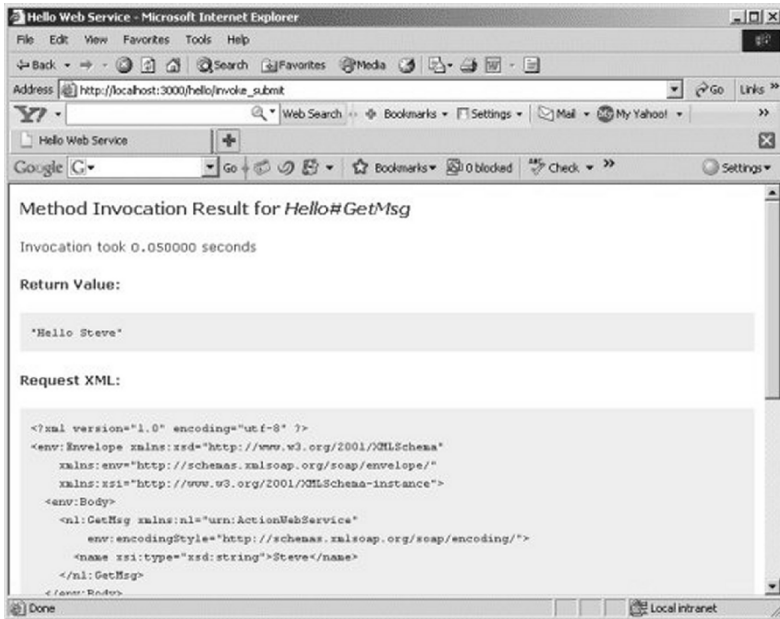 Hello Web Service - Microsoft Internet Explorer
File Edit View Favorites Tools Help
Back Search Favorites Media
Address http://localhost:3000/hello/invoke_submit Go Links »
Y! Web Search Bookmarks Settings Mail My Yahoo! »
Hello Web Service
Google G Go Bookmarks 0 blocked Check » Settings
Method Invocation Result for Hello#GetMsg
Invocation took 0.050000 seconds
Return Value:
"Hello Steve"
Request XML:
<?xml version="1.0" encoding="utf-8" ?>
<env:Envelope xmlns:xsd="http://www.w3.org/2001/XMLSchema"
xmlns:env="http://schemas.xmlsoap.org/soap/envelope/"
xmlns:xsi="http://www.w3.org/2001/XMLSchema-instance">
<env:Body>
<n1:GetMsg xmlns:n1="urn:ActionWebService"
env:encodingStyle="http://schemas.xmlsoap.org/soap/encoding/">
<name xsi:type="xsd:string">Steve</name>
</n1:GetMsg>
</env:Body>
Done Local intranet